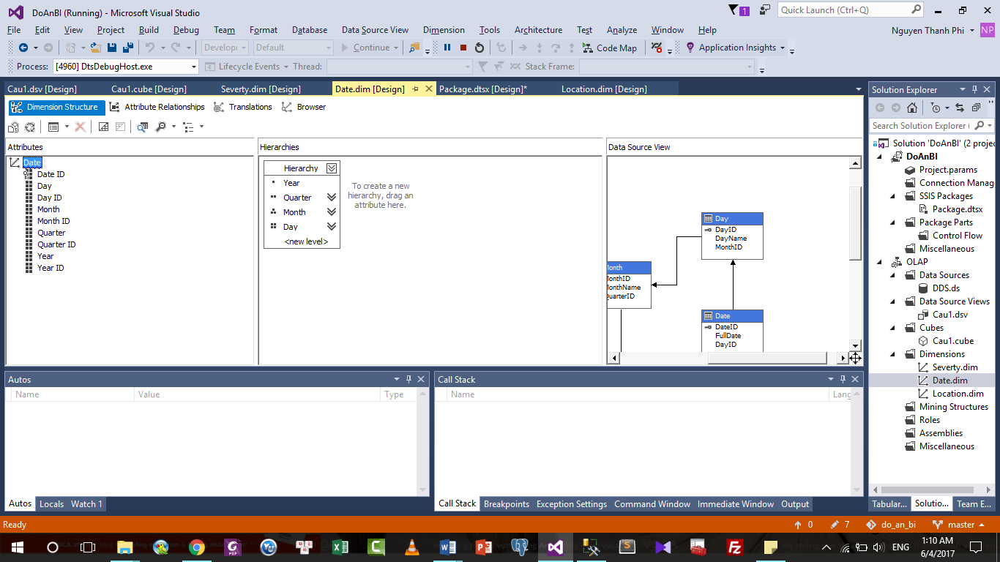 DoAnBI (Running) - Microsoft Visual Studio
1
Quick Launch (Ctrl+Q)
File Edit View Project Build Debug Team Format Database Data Source View Dimension Tools Architecture Test Analyze Window Help
Nguyen Thanh Phi NP
Develop Default Continue Code Map Application Insights
Process: [4960] DtsDebugHost.exe Lifecycle Events Thread: Stack Frame:
Cau1.dsv [Design] Cau1.cube [Design] Severty.dim [Design] Date.dim [Design] Package.dtsx [Design]* Location.dim [Design]
Dimension Structure Attribute Relationships Translations Browser
Attributes
Date
Date ID
Day
Day ID
Month
Month ID
Quarter
Quarter ID
Year
Year ID
Hierarchies
Hierarchy
Year
Quarter
Month
Day
<new level>
To create a new
hierarchy, drag an
attribute here.
Data Source View
Day
DayID
DayName
MonthID
Month
MonthID
MonthName
QuarterID
Date
DateID
FullDate
DayID
Solution Explorer
Search Solution Explorer (
Solution 'DoAnBI' (2 projec
DoAnBI
Project.params
Connection Manag
SSIS Packages
Package.dtsx
Package Parts
Control Flow
Miscellaneous
OLAP
Data Sources
DDS.ds
Data Source Views
Cau1.dsv
Cubes
Cau1.cube
Dimensions
Severty.dim
Date.dim
Location.dim
Mining Structures
Roles
Assemblies
Miscellaneous
Tabular... Solutio... Team E...
Autos
Name Value Type
Autos Locals Watch 1
Call Stack
Name Lang
Call Stack Breakpoints Exception Settings Command Window Immediate Window Output
Ready
0 7 do_an_bi master
ENG
1:10 AM
6/4/2017